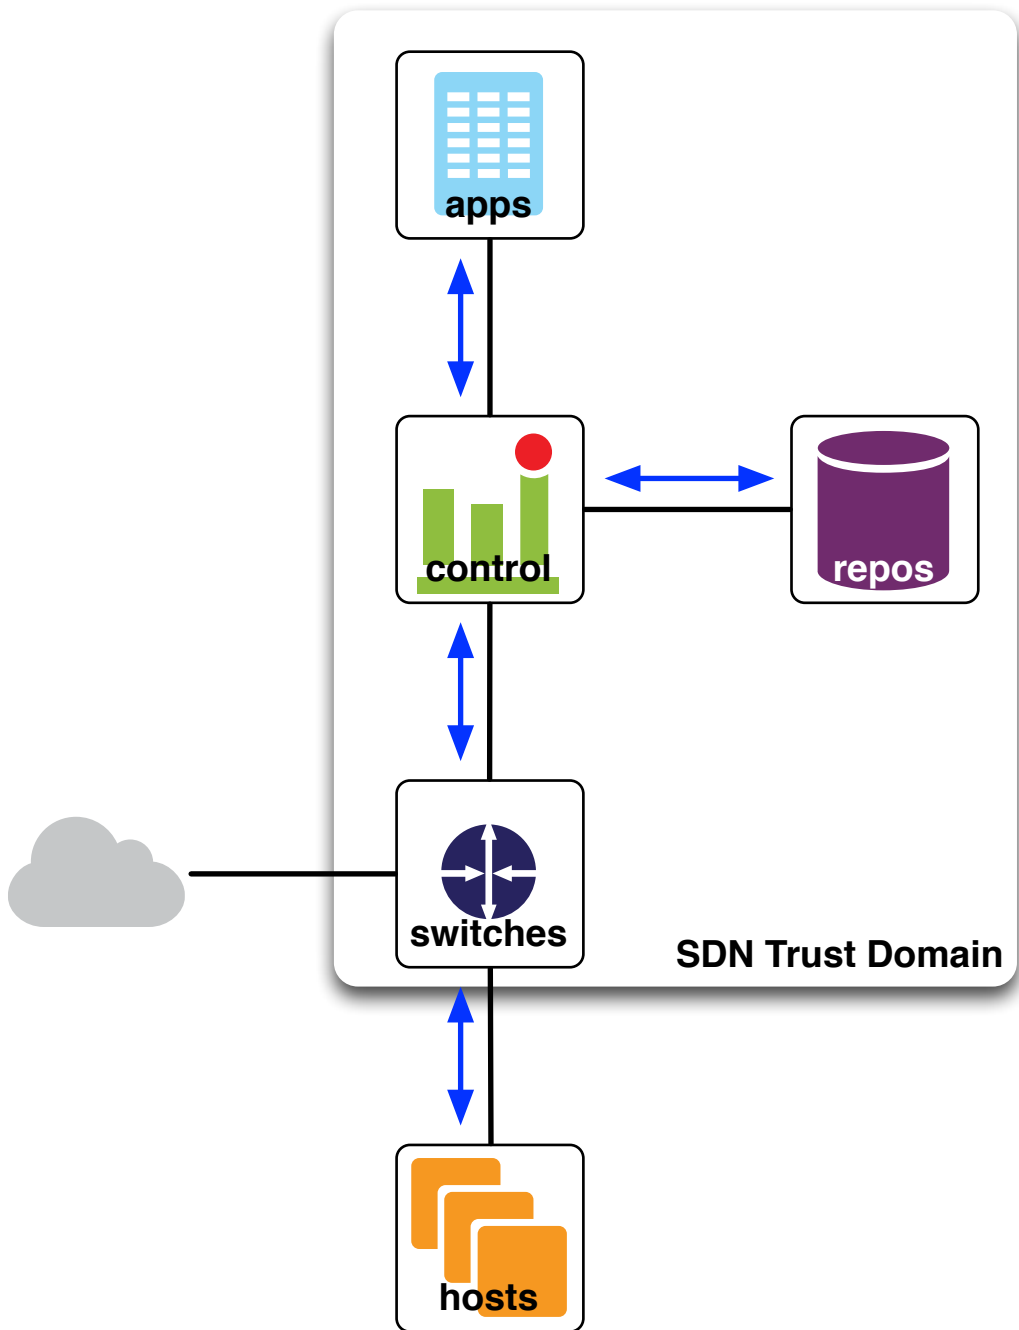 apps
control
repos
switches
SDN Trust Domain
hosts